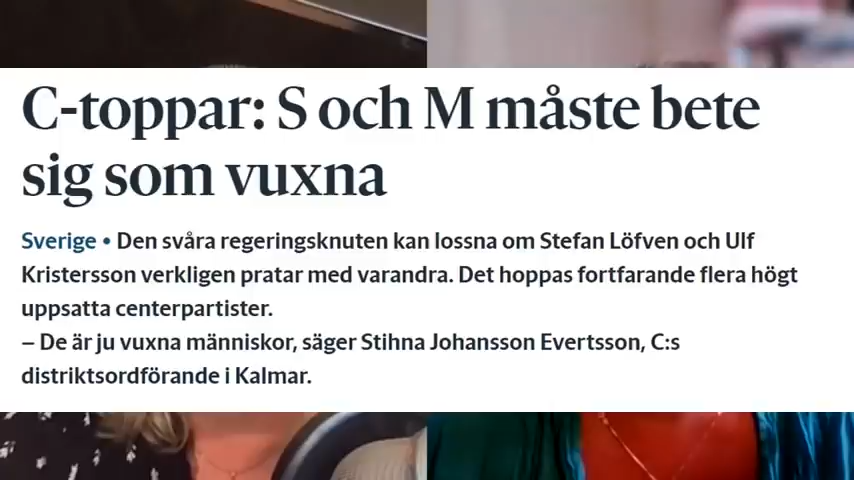 C-toppar: S och M måste bete
sig som vuxna
Sverige • Den svåra regeringsknuten kan lossna om Stefan Löfven och Ulf
Kristersson verkligen pratar med varandra. Det hoppas fortfarande flera högt
uppsatta centerpartister.
– De är ju vuxna människor, säger Stihna Johansson Evertsson, C:s
distriktsordförande i Kalmar.